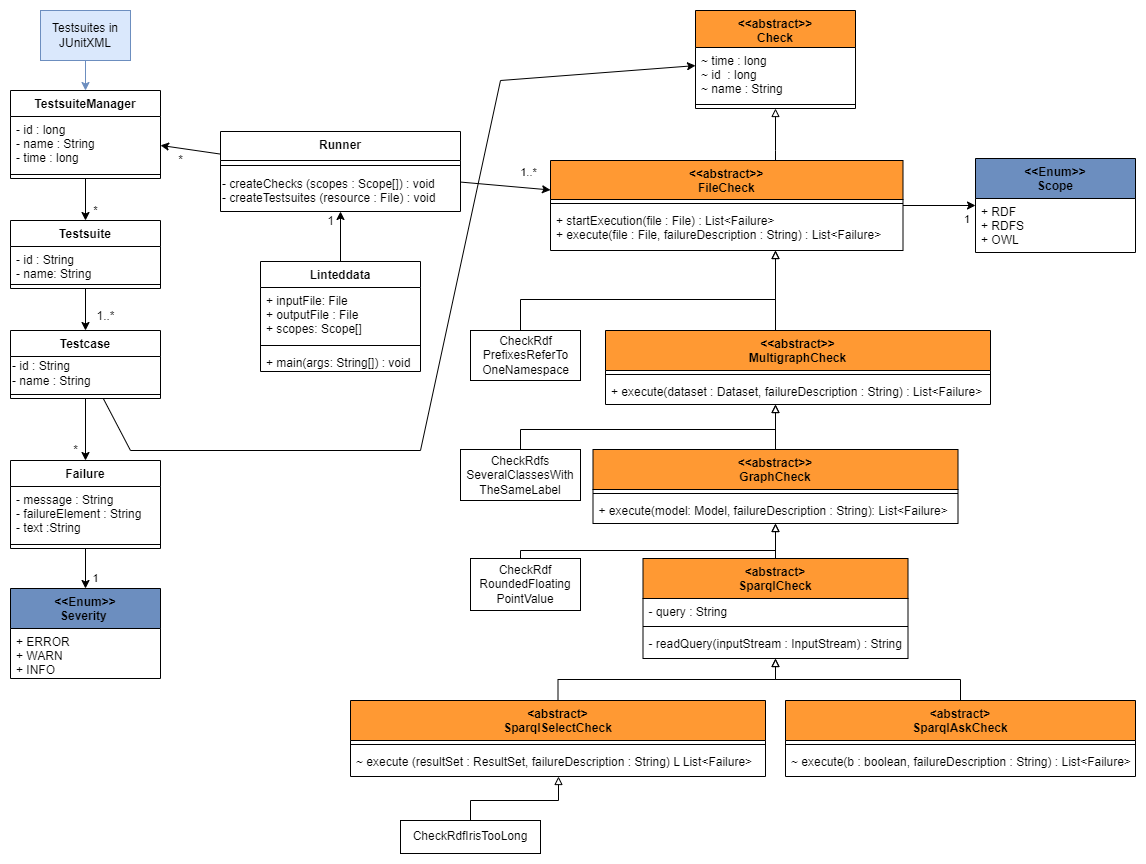 Testsuites in
JUnitXML
TestsuiteManager
- id : long
- name : String
- time : long
*
Testsuite
- id : String
- name: String
*
1..*
Testcase
- id : String
- name : String
*
Failure
- message : String
- failureElement : String
- text :String
1
<<Enum>>
Severity
+ ERROR
+ WARN
+ INFO
Runner
- createChecks (scopes : Scope[]) : void
- createTestsuites (resource : File) : void
1
Linteddata
+ inputFile: File
+ outputFile : File
+ scopes: Scope[]
+ main(args: String[]) : void
<<abstract>>
Check
~ time : long
~ id : long
~ name : String
1..*
<<abstract>>
FileCheck
+ startExecution(file : File) : List<Failure>
+ execute(file : File, failureDescription : String) : List<Failure>
1
<<Enum>>
Scope
+ RDF
+ RDFS
+ OWL
CheckRdf
PrefixesReferTo
OneNamespace
<<abstract>>
MultigraphCheck
+ execute(dataset : Dataset, failureDescription : String) : List<Failure>
CheckRdfs
SeveralClassesWith
TheSameLabel
<<abstract>>
GraphCheck
+ execute(model: Model, failureDescription : String): List<Failure>
CheckRdf
RoundedFloating
PointValue
<abstract>
SparqlCheck
- query : String
- readQuery(inputStream : InputStream) : String
<abstract>
SparqlSelectCheck
~ execute (resultSet : ResultSet, failureDescription : String) L List<Failure>
<abstract>
SparqlAskCheck
~ execute(b : boolean, failureDescription : String) : List<Failure>
CheckRdfIrisTooLong